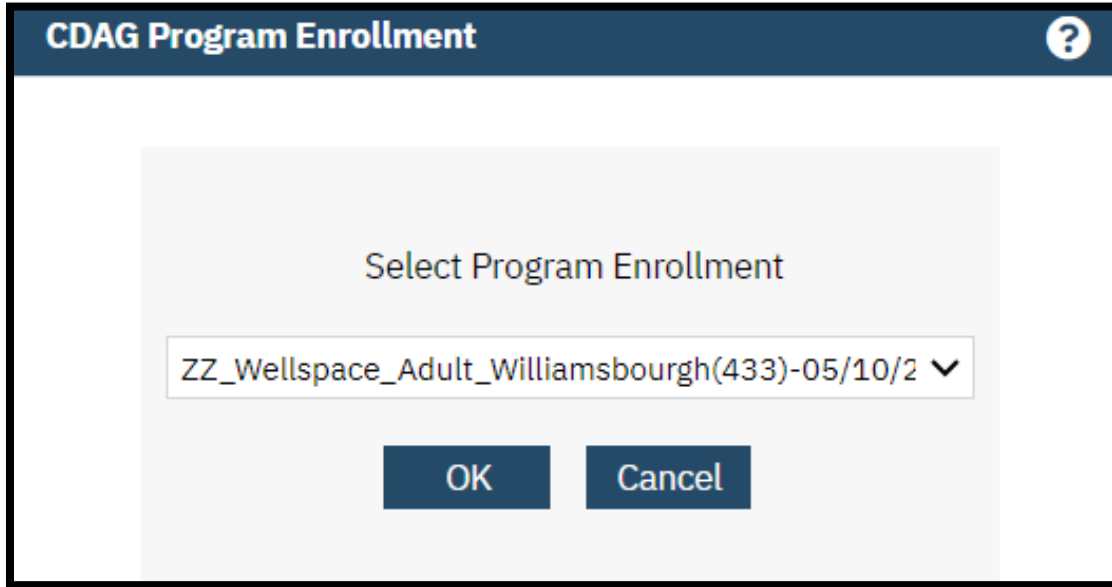 CDAG Program Enrollment ?
Select Program Enrollment
ZZ_Wellspace_Adult_Williamsbourgh(433)-05/10/2
OK Cancel